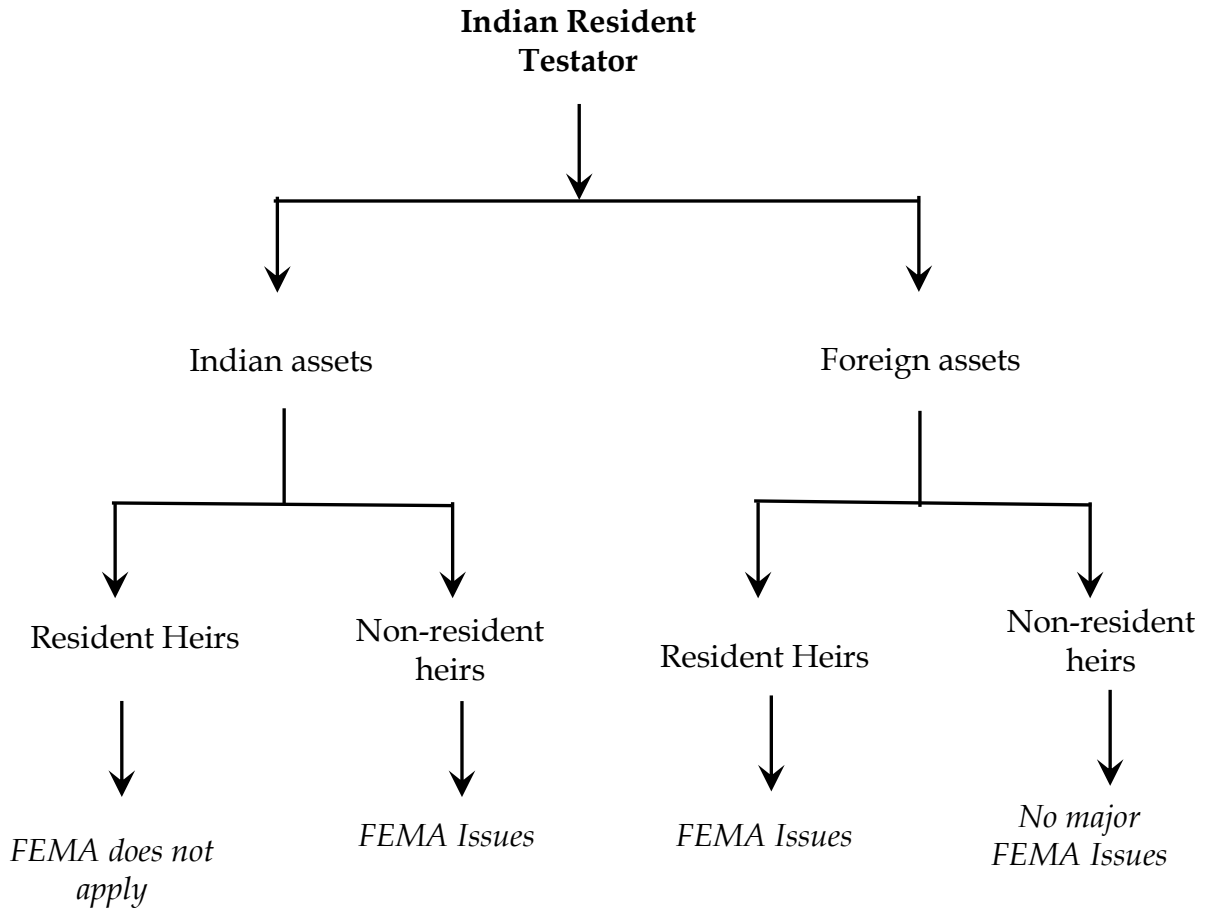 Indian Resident
Testator
Indian assets
Foreign assets
Resident Heirs
Non-resident
heirs
Resident Heirs
Non-resident
heirs
FEMA does not
apply
FEMA Issues
FEMA Issues
No major
FEMA Issues